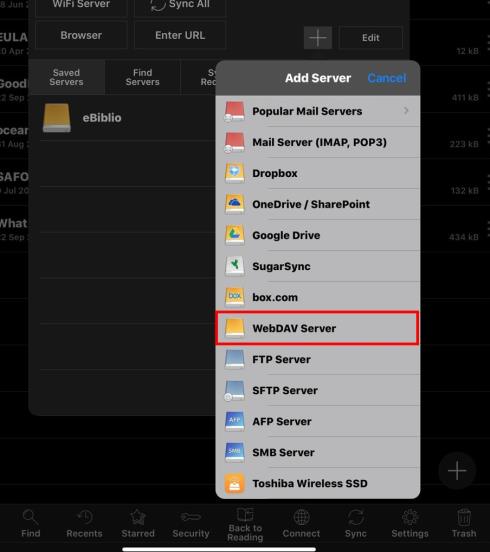 8 Jun 2
WiFi Server
Sync All
EULA
Browser
Enter URL
Edit
0 Apr 2
12 kB
Saved Servers
Find Servers
Sy
Rec
Add Server
Cancel
Good
2 Sep
411 kB
eBiblio
Popular Mail Servers
ocear
31 Aug
223 kB
Mail Server (IMAP, POP3)
Dropbox
SAFO
Jul 20
132 kB
OneDrive / SharePoint
What
2 Sep
434 kB
Google Drive
SugarSync
box
box.com
WebDAV Server
FTP Server
SFTP Server
AFP
AFP Server
SMB
SMB Server
Toshiba Wireless SSD
Find
Recents
Starred
Security
Back to Reading
Connect
Sync
Settings
Trash